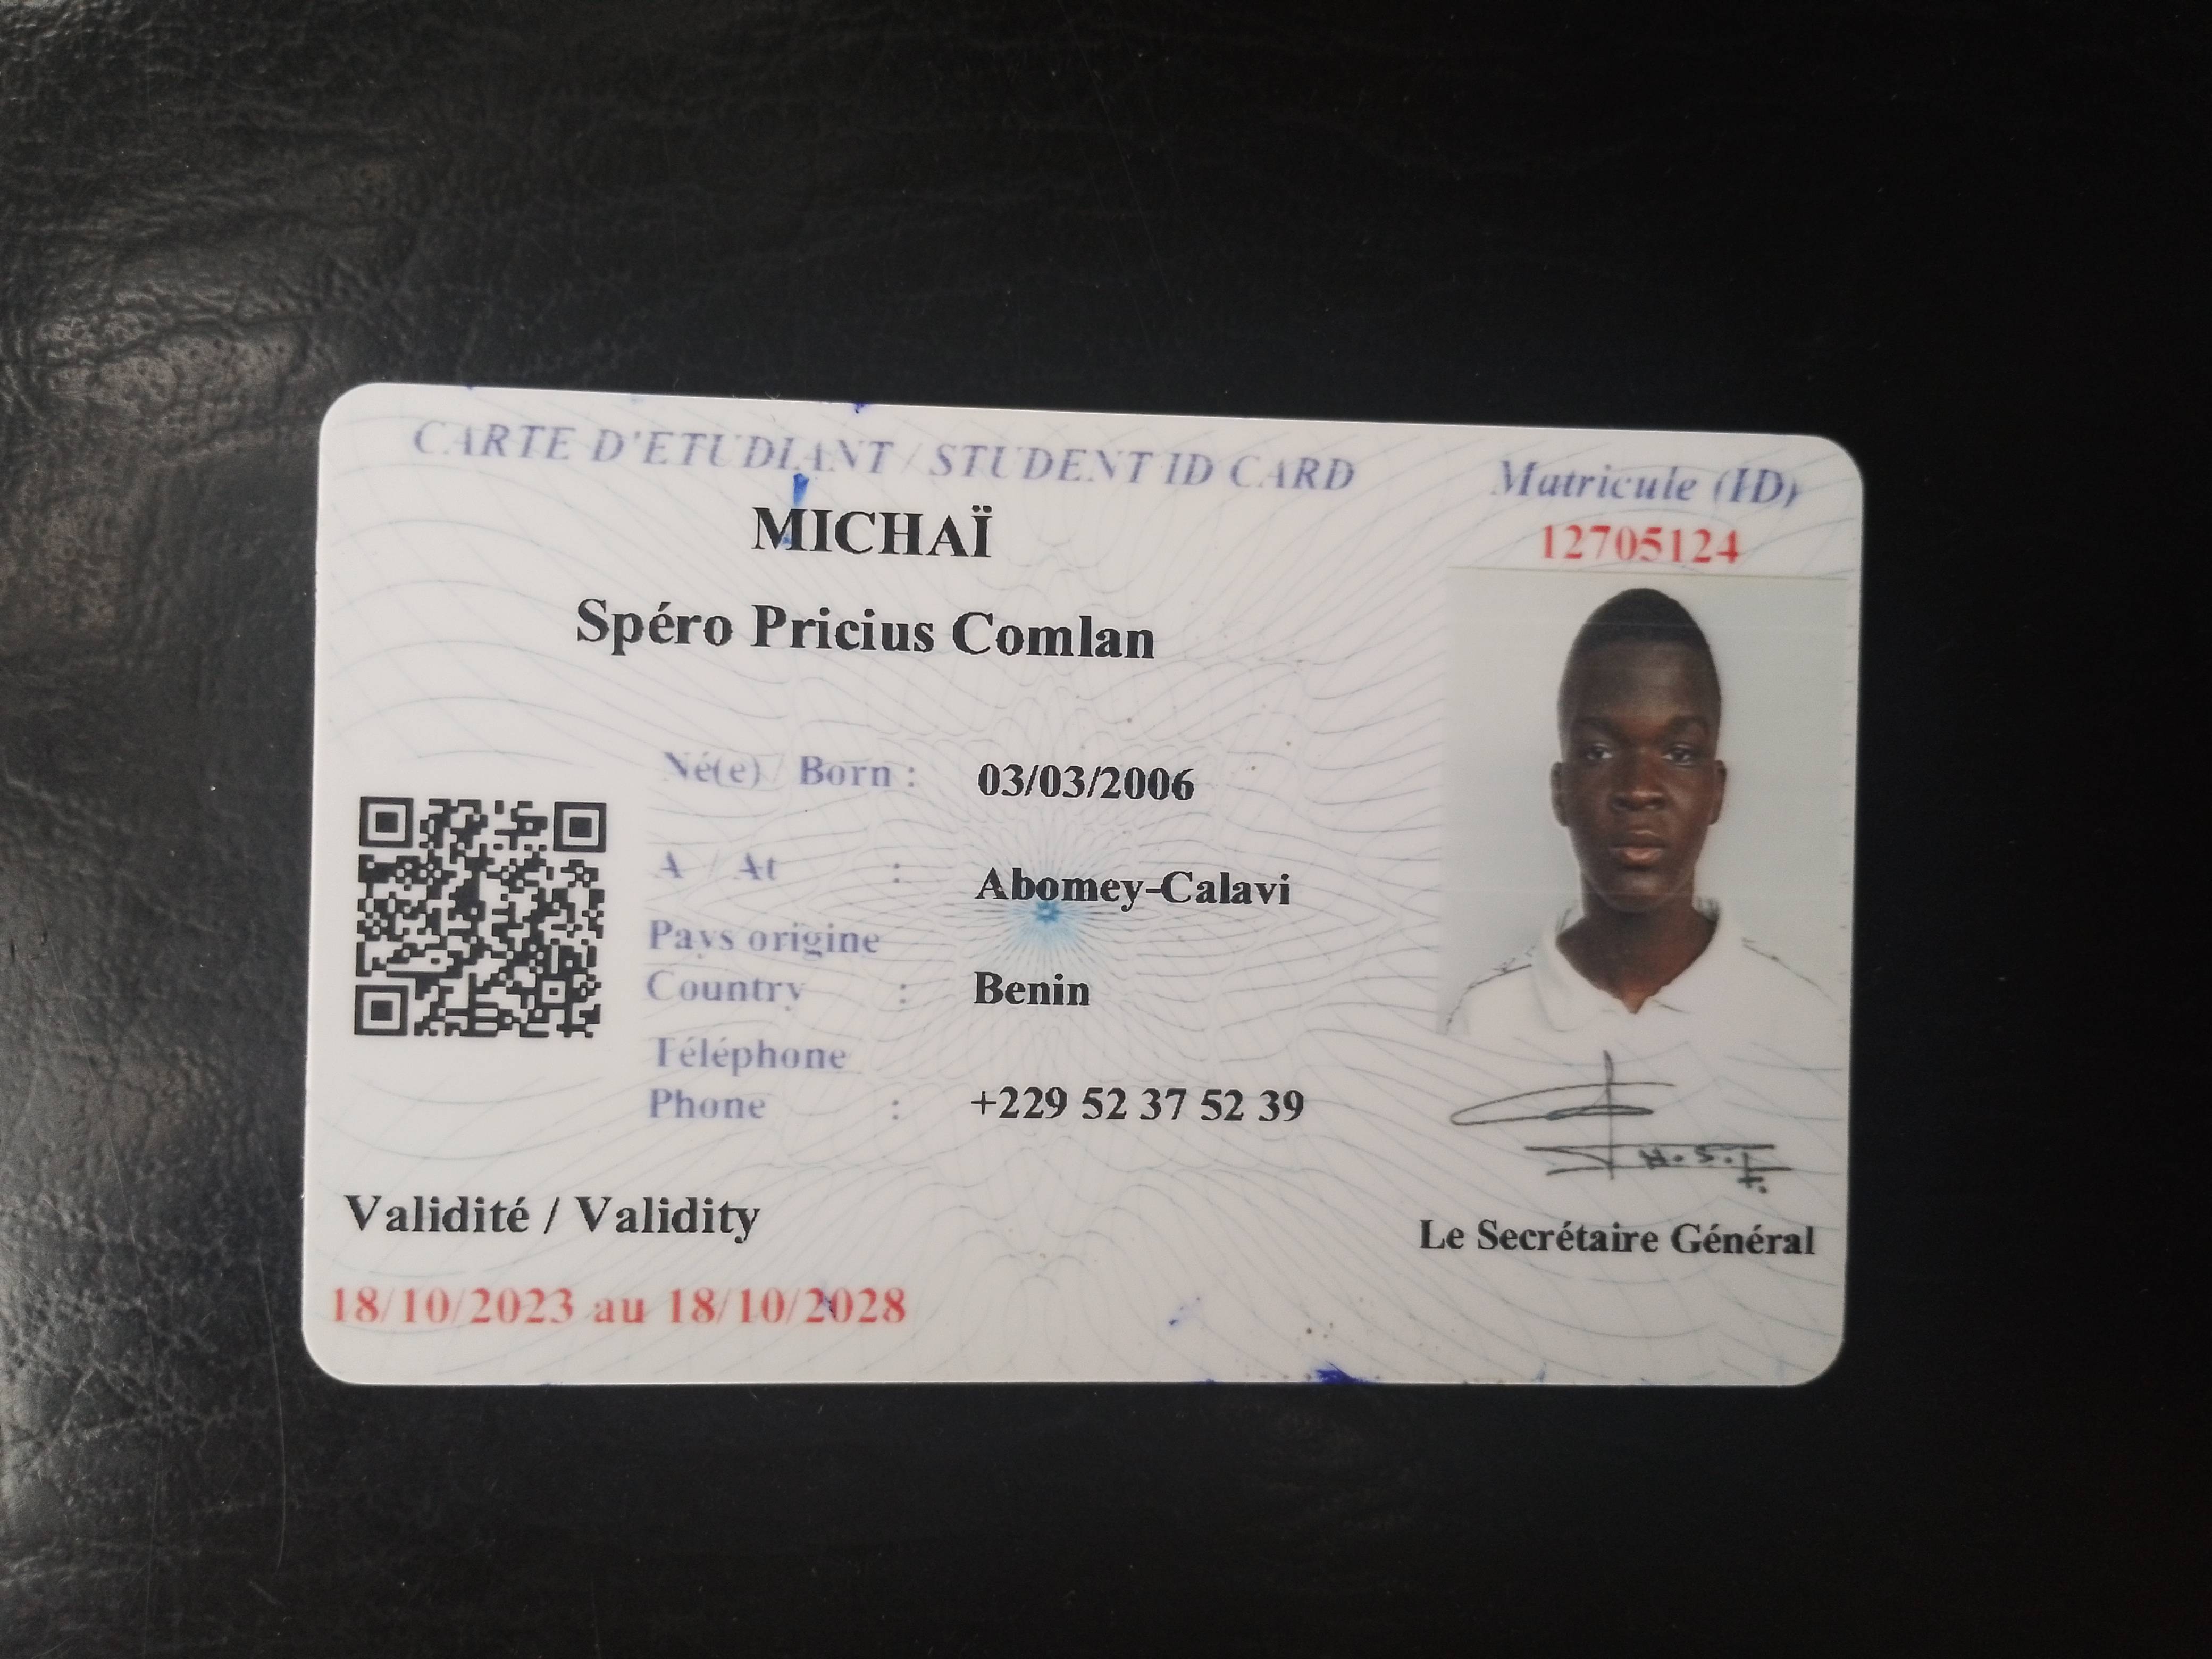 CARTE D'ETUDIANT / STUDENT ID CARD
Matricule (ID)
12705124
MICHAÏ
Spéro Pricius Comlan
Né(e) / Born : 03/03/2006
A / At : Abomey-Calavi
Pays origine
Country : Benin
Téléphone
Phone : +229 52 37 52 39
H.S.F.
Validité / Validity
Le Secrétaire Général
18/10/2023 au 18/10/2028